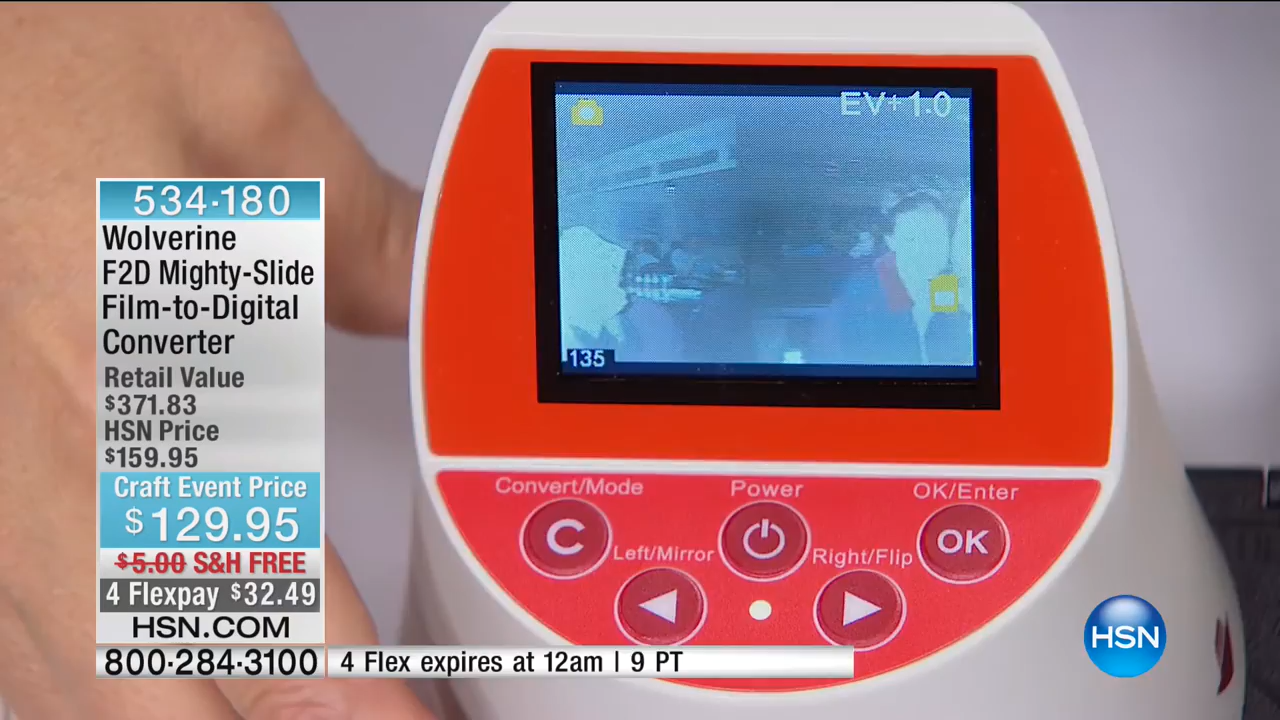 534·180
Wolverine
F2D Mighty-Slide
Film-to-Digital
Converter
Retail Value
$371.83
HSN Price
$159.95
Craft Event Price
$129.95
$5.00 S&H FREE
4 Flexpay $32.49
HSN.COM
800·284·3100
4 Flex expires at 12am | 9 PT
EV+1.0
135
Convert/Mode
Power
OK/Enter
C
OK
Left/Mirror
Right/Flip
HSN